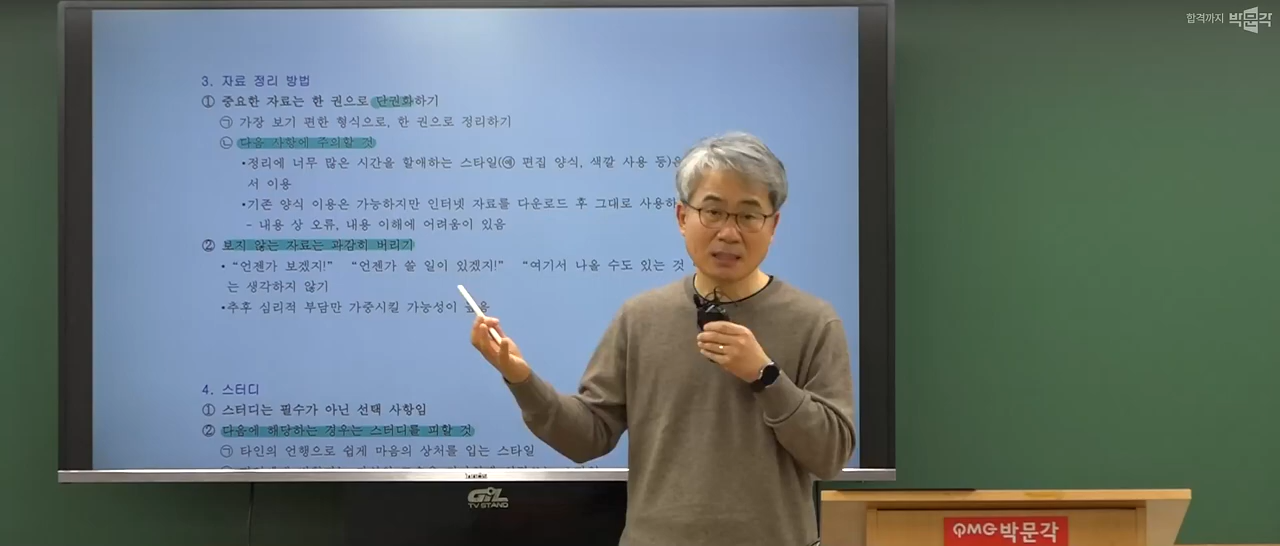 합격까지 박문각
3. 자료 정리 방법
① 중요한 자료는 한 권으로 단권화하기
㉠ 가장 보기 편한 형식으로, 한 권으로 정리하기
㉡ 다음 사항에 주의할 것
•정리에 너무 많은 시간을 할애하는 스타일(㉠ 편집 양식, 색깔 사용 등)은
서 이용
•기존 양식 이용은 가능하지만 인터넷 자료를 다운로드 후 그대로 사용하
- 내용 상 오류, 내용 이해에 어려움이 있음
② 보지 않는 자료는 과감히 버리기
• “언젠가 보겠지!” “언젠가 쓸 일이 있겠지!” “여기서 나올 수도 있는 것
는 생각하지 않기
•추후 심리적 부담만 가중시킬 가능성이 높음
4. 스터디
① 스터디는 필수가 아닌 선택 사항임
② 다음에 해당하는 경우는 스터디를 피할 것
㉠ 타인의 언행으로 쉽게 마음의 상처를 입는 스타일
GIL
TV STAND
PMG 박문각